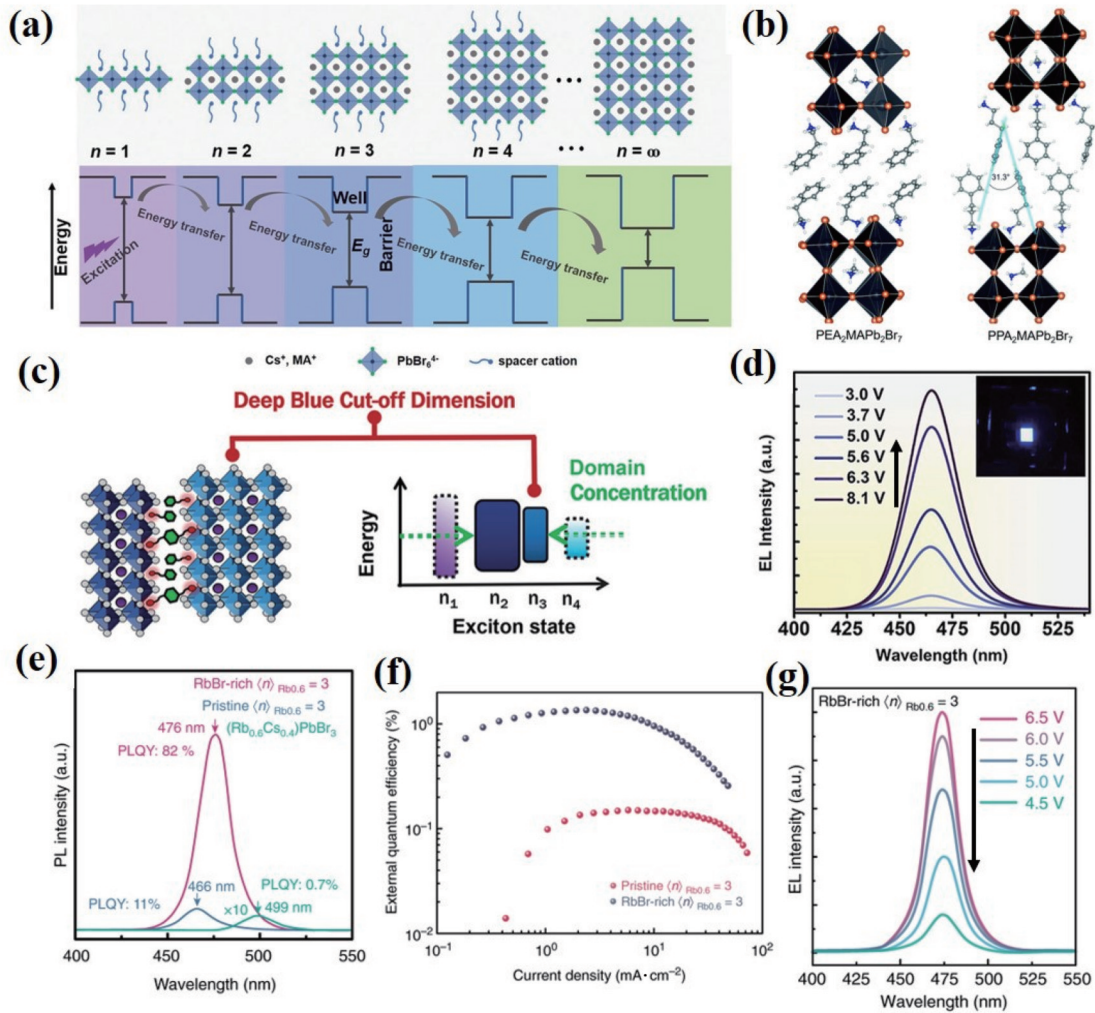 (a)
n = 1
n = 2
n = 3
n = 4
n = ∞
Energy
Excitation
Energy transfer
Energy transfer
Well
E_g
Barrier
Energy transfer
Energy transfer
Cs⁺, MA⁺
PbBr₆⁴⁻
spacer cation
(b)
31.3°
PEA₂MAPb₂Br₇
PPA₂MAPb₂Br₇
(c)
Deep Blue Cut-off Dimension
Domain
Concentration
Energy
n₁ n₂ n₃ n₄
Exciton state
(d)
3.0 V
3.7 V
5.0 V
5.6 V
6.3 V
8.1 V
EL Intensity (a.u.)
400 425 450 475 500 525
Wavelength (nm)
(e)
RbBr-rich ⟨n⟩ Rb0.6 = 3
Pristine ⟨n⟩ Rb0.6 = 3
476 nm
(Rb₀.₆Cs₀.₄)PbBr₃
PLQY: 82 %
466 nm
PLQY: 0.7%
PLQY: 11%
×10
499 nm
PL intensity (a.u.)
400 450 500 550
Wavelength (nm)
(f)
External quantum efficiency (%)
10⁰
10⁻¹
10⁻²
Pristine ⟨n⟩ Rb0.6 = 3
RbBr-rich ⟨n⟩ Rb0.6 = 3
10⁻¹ 10⁰ 10¹ 10²
Current density (mA·cm⁻²)
(g)
RbBr-rich ⟨n⟩ Rb0.6 = 3
6.5 V
6.0 V
5.5 V
5.0 V
4.5 V
EL intensity (a.u.)
400 450 500 550
Wavelength (nm)